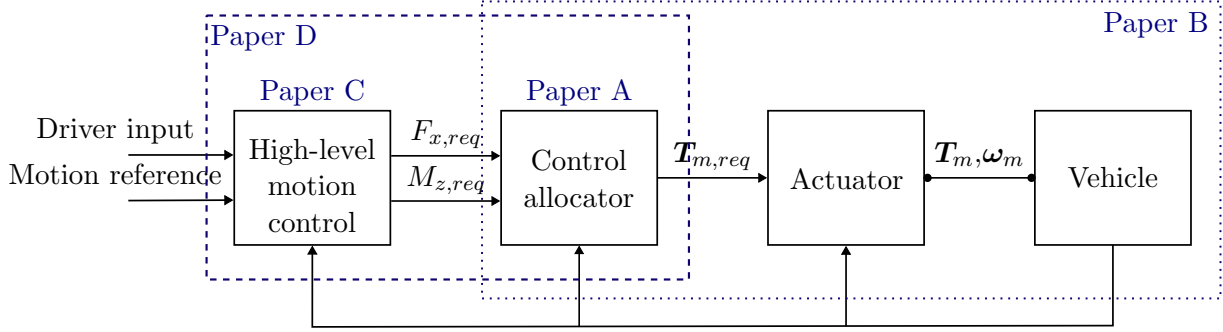 Paper D
Paper B
Paper C
Paper A
Driver input
Motion reference
High-level
motion
control
F_{x,req}
M_{z,req}
Control
allocator
T_{m,req}
Actuator
T_m, ω_m
Vehicle